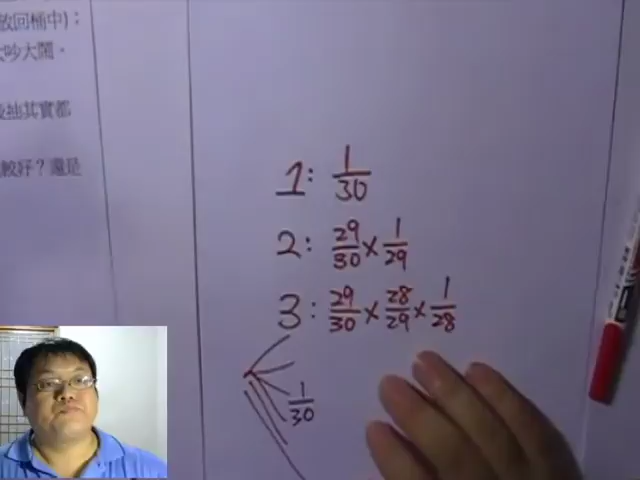 放回桶中)；
大吵大鬧。
抽其實都
較好？還是
1: 1/30
2: 29/30 × 1/29
3: 29/30 × 28/29 × 1/28
1/30